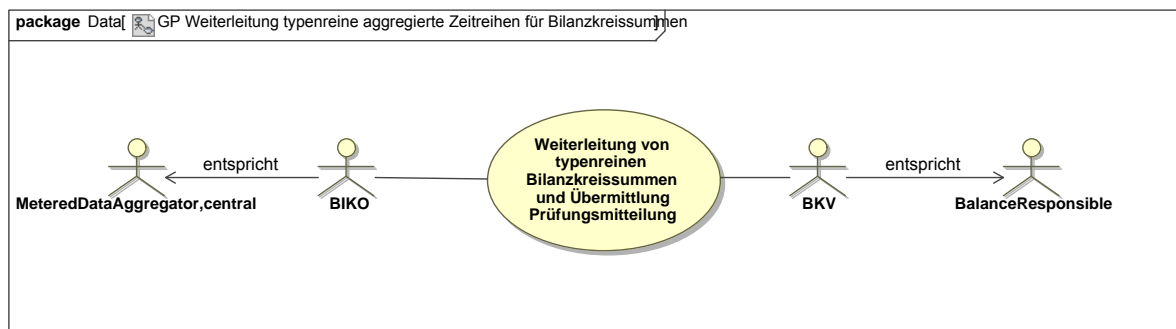 package Data[ GP Weiterleitung typenreine aggregierte Zeitreihen für Bilanzkreissummen]
entspricht
entspricht
Weiterleitung von
typenreinen
Bilanzkreissummen
und Übermittlung
Prüfungsmitteilung
MeteredDataAggregator,central
BIKO
BKV
BalanceResponsible